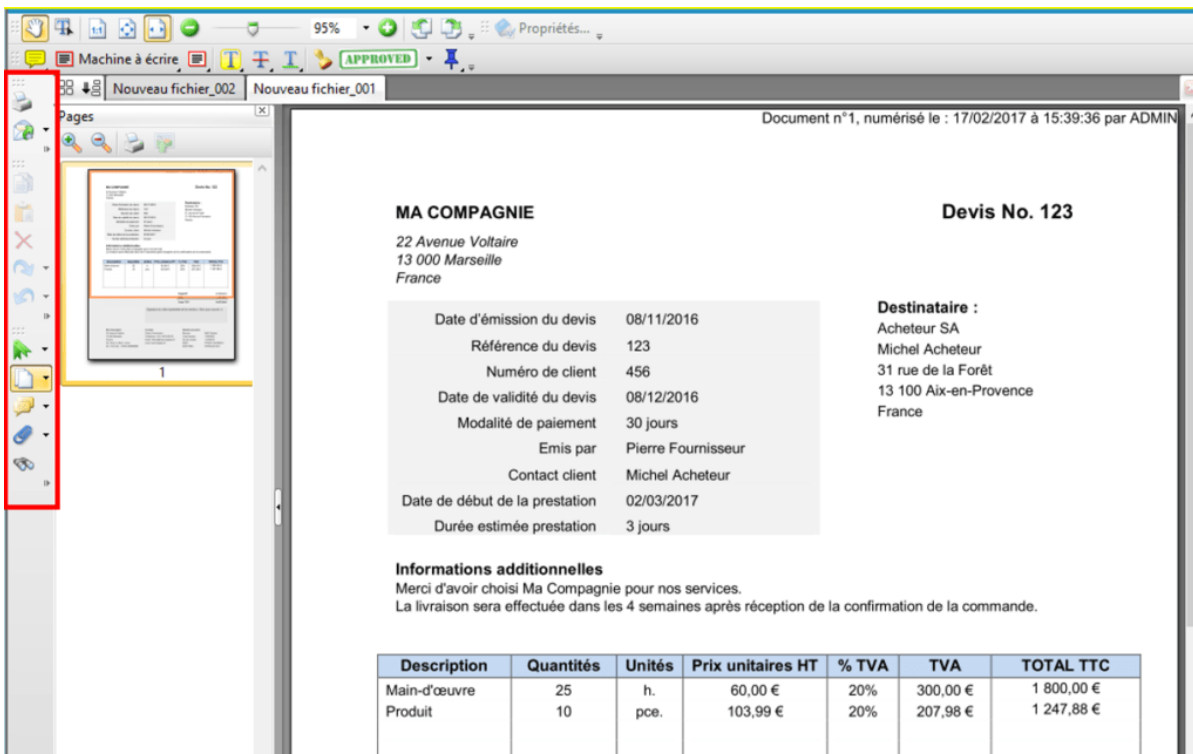 95% Propriétés...
Machine à écrire T T T APPROVED
Nouveau fichier_002 Nouveau fichier_001
Pages
1
Document n°1, numérisé le : 17/02/2017 à 15:39:36 par ADMIN
MA COMPAGNIE Devis No. 123
22 Avenue Voltaire
13 000 Marseille
France
Date d'émission du devis 08/11/2016
Référence du devis 123
Numéro de client 456
Date de validité du devis 08/12/2016
Modalité de paiement 30 jours
Emis par Pierre Fournisseur
Contact client Michel Acheteur
Date de début de la prestation 02/03/2017
Durée estimée prestation 3 jours
Destinataire :
Acheteur SA
Michel Acheteur
31 rue de la Forêt
13 100 Aix-en-Provence
France
Informations additionnelles
Merci d'avoir choisi Ma Compagnie pour nos services.
La livraison sera effectuée dans les 4 semaines après réception de la confirmation de la commande.
Description Quantités Unités Prix unitaires HT % TVA TVA TOTAL TTC
Main-d'œuvre 25 h. 60,00 € 20% 300,00 € 1 800,00 €
Produit 10 pce. 103,99 € 20% 207,98 € 1 247,88 €